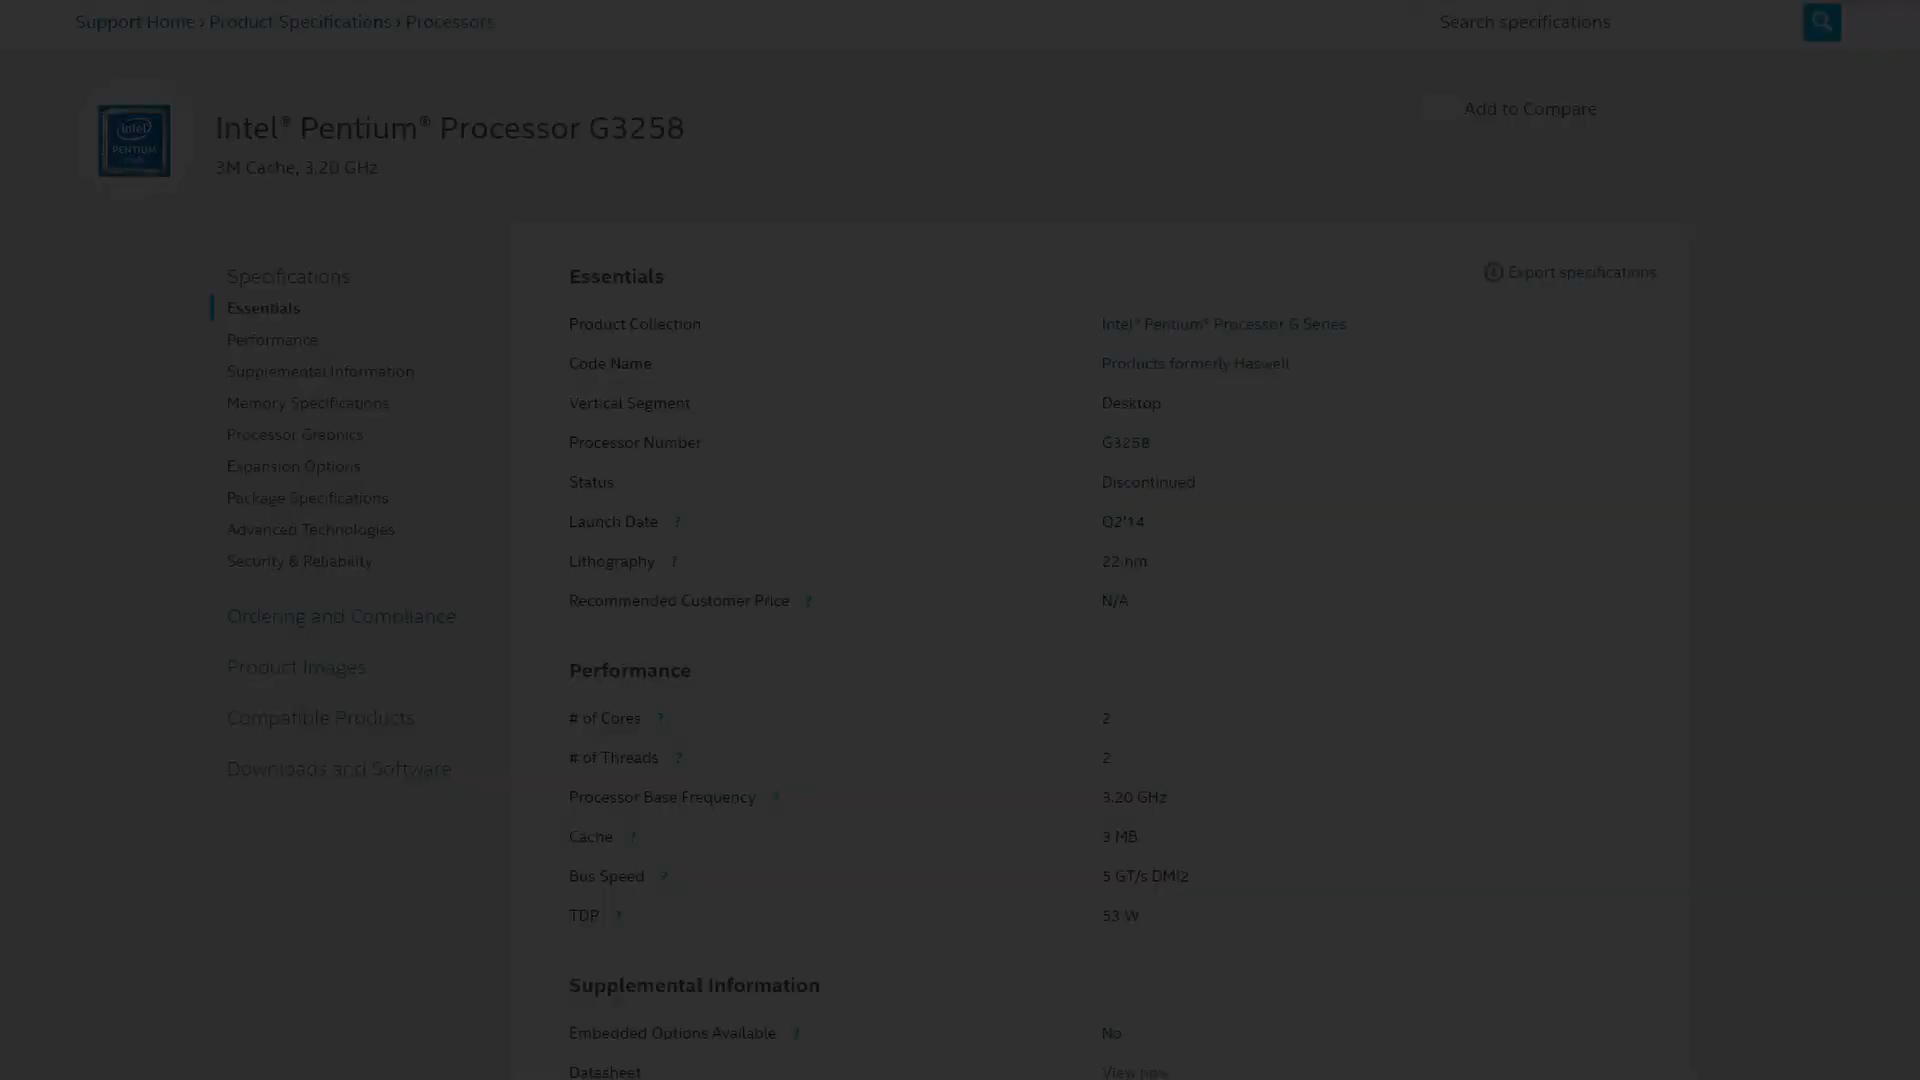 Support Home › Product Specifications › Processors
Search specifications
intel
PENTIUM
Intel® Pentium® Processor G3258
3M Cache, 3.20 GHz
Add to Compare
Specifications
Essentials
Performance
Supplemental Information
Memory Specifications
Processor Graphics
Expansion Options
Package Specifications
Advanced Technologies
Security & Reliability
Ordering and Compliance
Product Images
Compatible Products
Downloads and Software
Essentials
Export specifications
Product Collection Intel® Pentium® Processor G Series
Code Name Products formerly Haswell
Vertical Segment Desktop
Processor Number G3258
Status Discontinued
Launch Date ? Q2'14
Lithography ? 22 nm
Recommended Customer Price ? N/A
Performance
# of Cores ? 2
# of Threads ? 2
Processor Base Frequency ? 3.20 GHz
Cache ? 3 MB
Bus Speed ? 5 GT/s DMI2
TDP ? 53 W
Supplemental Information
Embedded Options Available ? No
Datasheet View now